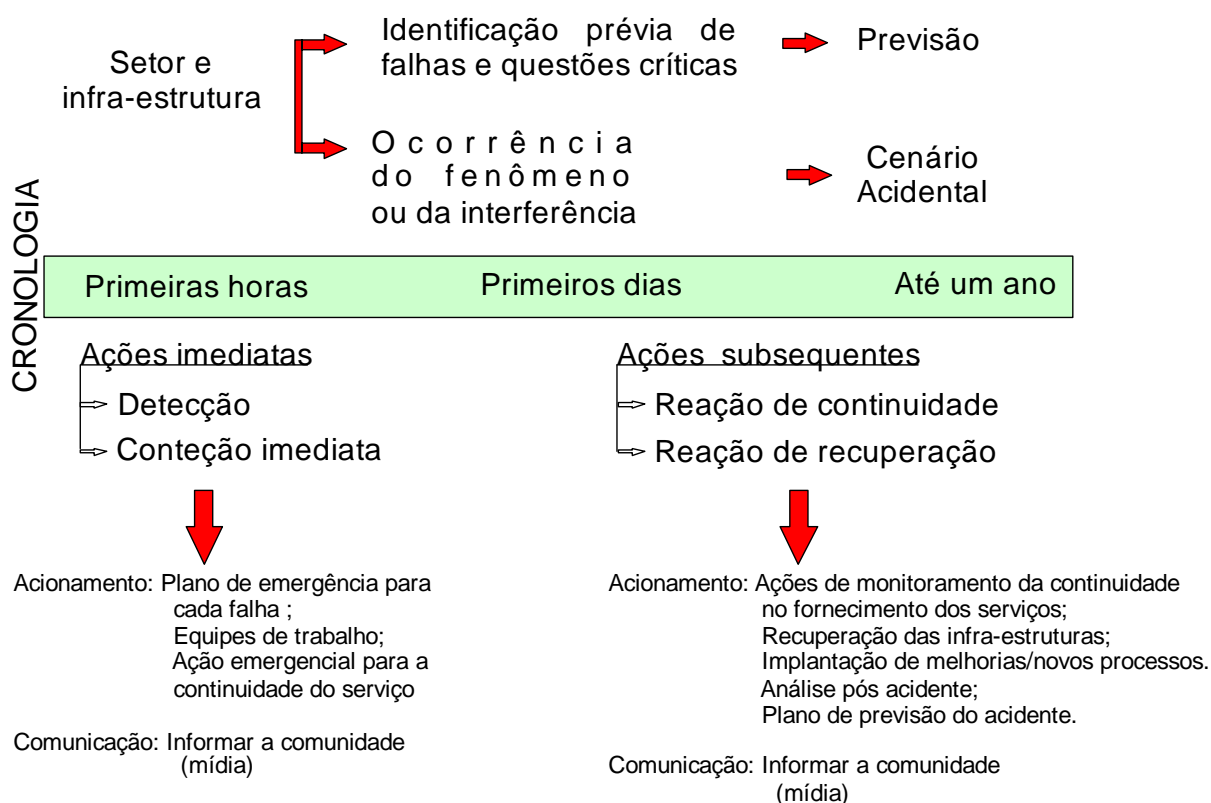 Setor e
infra-estrutura
Identificação prévia de
falhas e questões críticas
Previsão
Ocorrência
do fenômeno
ou da interferência
Cenário
Acidental
CRONOLOGIA
Primeiras horas
Primeiros dias
Até um ano
Ações imediatas
Detecção
Conteção imediata
Acionamento: Plano de emergência para
cada falha ;
Equipes de trabalho;
Ação emergencial para a
continuidade do serviço
Comunicação: Informar a comunidade
(mídia)
Ações subsequentes
Reação de continuidade
Reação de recuperação
Acionamento: Ações de monitoramento da continuidade
no fornecimento dos serviços;
Recuperação das infra-estruturas;
Implantação de melhorias/novos processos.
Análise pós acidente;
Plano de previsão do acidente.
Comunicação: Informar a comunidade
(mídia)